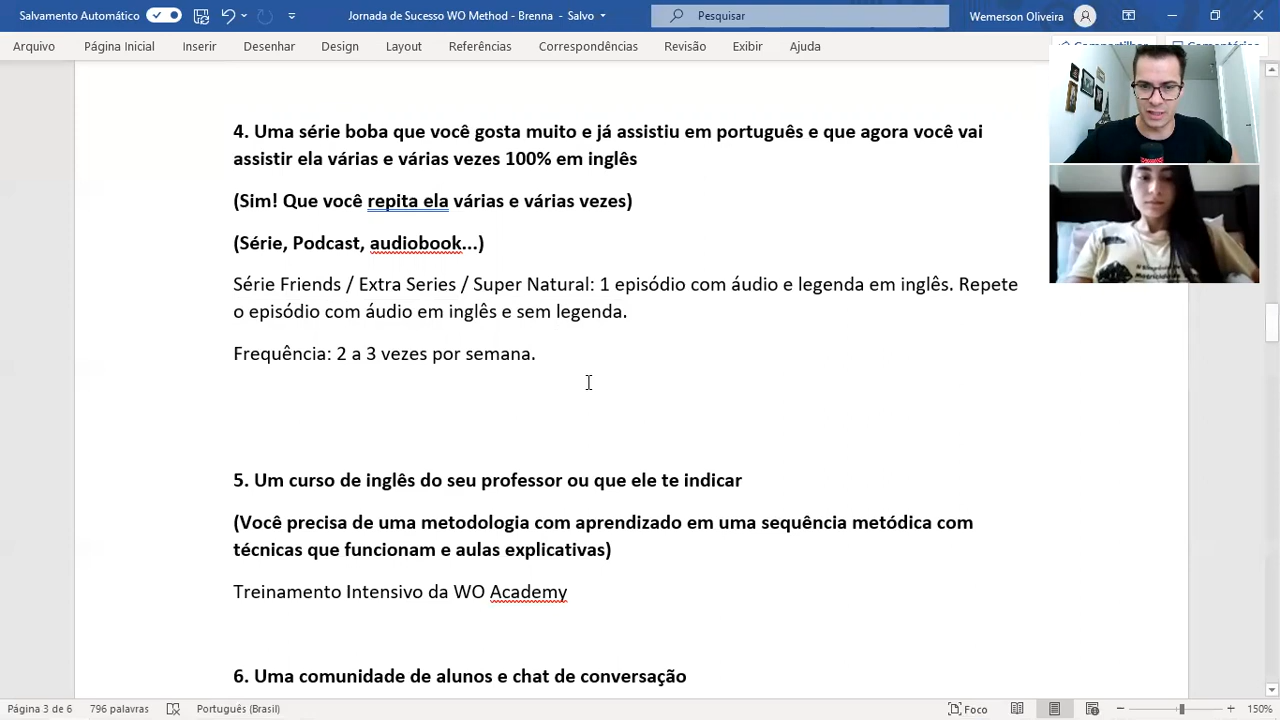 Salvamento Automático
Jornada de Sucesso WO Method - Brenna - Salvo
Pesquisar
Wemerson Oliveira
Arquivo Página Inicial Inserir Desenhar Design Layout Referências Correspondências Revisão Exibir Ajuda
4. Uma série boba que você gosta muito e já assistiu em português e que agora você vai
assistir ela várias e várias vezes 100% em inglês
(Sim! Que você repita ela várias e várias vezes)
(Série, Podcast, audiobook...)
Série Friends / Extra Series / Super Natural: 1 episódio com áudio e legenda em inglês. Repete
o episódio com áudio em inglês e sem legenda.
Frequência: 2 a 3 vezes por semana.
5. Um curso de inglês do seu professor ou que ele te indicar
(Você precisa de uma metodologia com aprendizado em uma sequência metódica com
técnicas que funcionam e aulas explicativas)
Treinamento Intensivo da WO Academy
6. Uma comunidade de alunos e chat de conversação
Página 3 de 6 796 palavras Português (Brasil) Foco 150%